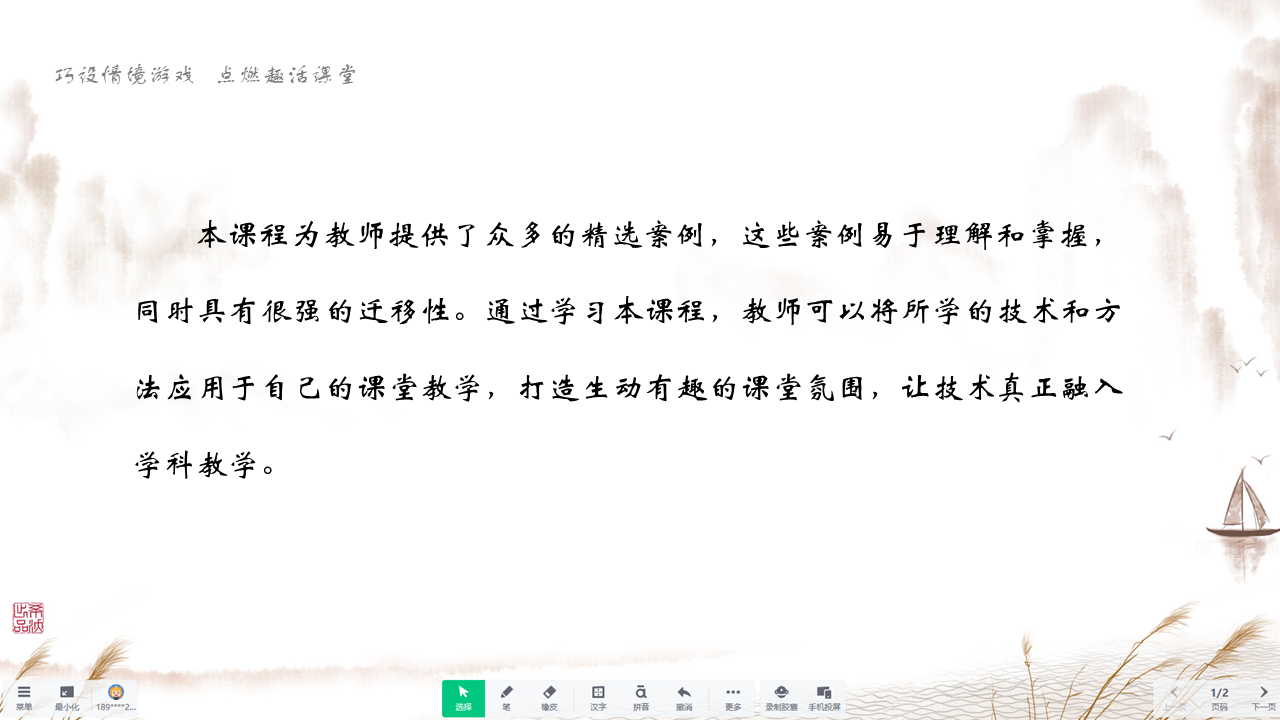 巧设情境游戏 点燃趣活课堂
本课程为教师提供了众多的精选案例，这些案例易于理解和掌握，
同时具有很强的迁移性。通过学习本课程，教师可以将所学的技术和方
法应用于自己的课堂教学，打造生动有趣的课堂氛围，让技术真正融入
学科教学。
菜单 最小化 189****2... 选择 笔 橡皮 汉字 拼音 撤消 更多 录制胶囊 手机投屏 上一页 1/2 页码 下一页